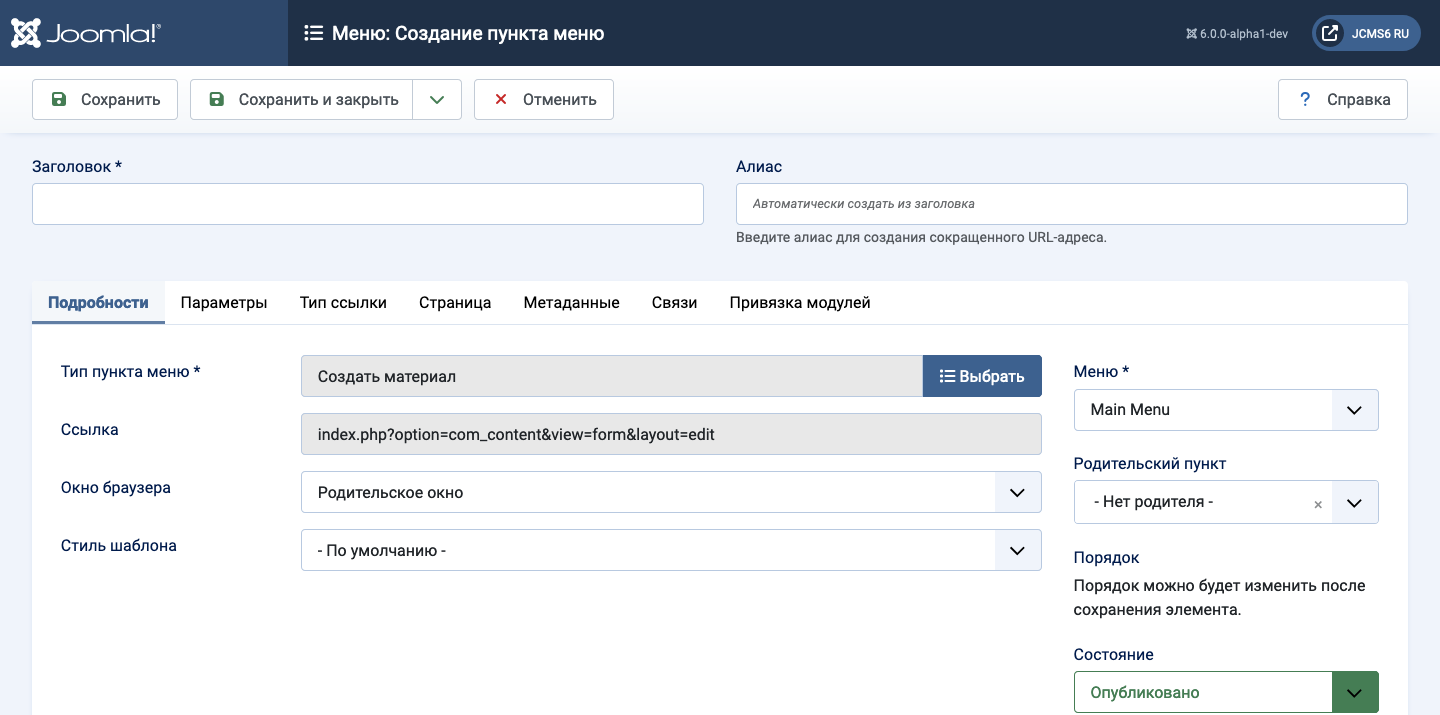 Joomla!®
Меню: Создание пункта меню
6.0.0-alpha1-dev
JCMS6 RU
Сохранить
Сохранить и закрыть
Отменить
? Справка
Заголовок *
Алиас
Автоматически создать из заголовка
Введите алиас для создания сокращенного URL-адреса.
Подробности Параметры Тип ссылки Страница Метаданные Связи Привязка модулей
Тип пункта меню *
Создать материал
Выбрать
Ссылка
index.php?option=com_content&view=form&layout=edit
Окно браузера
Родительское окно
Стиль шаблона
- По умолчанию -
Меню *
Main Menu
Родительский пункт
- Нет родителя - ×
Порядок
Порядок можно будет изменить после
сохранения элемента.
Состояние
Опубликовано